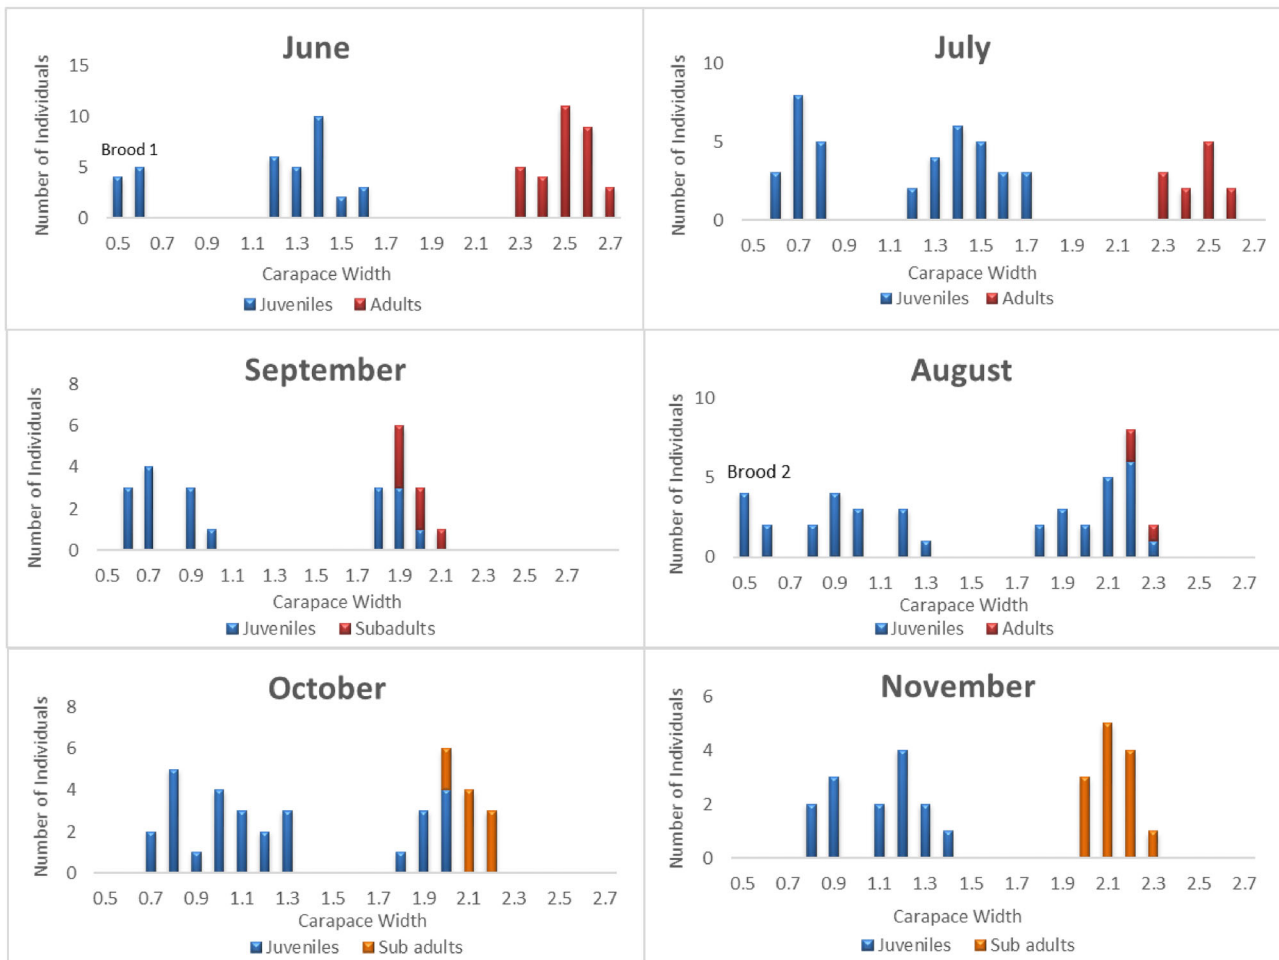 June
Number of Individuals
15
10
5
0
Brood 1
0.5 0.7 0.9 1.1 1.3 1.5 1.7 1.9 2.1 2.3 2.5 2.7
Carapace Width
Juveniles Adults
July
Number of Individuals
10
5
0
0.5 0.7 0.9 1.1 1.3 1.5 1.7 1.9 2.1 2.3 2.5 2.7
Carapace Width
Juveniles Adults
September
Number of Individuals
8
6
4
2
0
0.5 0.7 0.9 1.1 1.3 1.5 1.7 1.9 2.1 2.3 2.5 2.7
Carapace Width
Juveniles Subadults
August
Number of Individuals
10
5
0
Brood 2
0.5 0.7 0.9 1.1 1.3 1.5 1.7 1.9 2.1 2.3 2.5 2.7
Carapace Width
Juveniles Adults
October
Number of Individuals
8
6
4
2
0
0.5 0.7 0.9 1.1 1.3 1.5 1.7 1.9 2.1 2.3 2.5 2.7
Carapace Width
Juveniles Sub adults
November
Number of Individuals
6
4
2
0
0.5 0.7 0.9 1.1 1.3 1.5 1.7 1.9 2.1 2.3 2.5 2.7
Carapace Width
Juveniles Sub adults